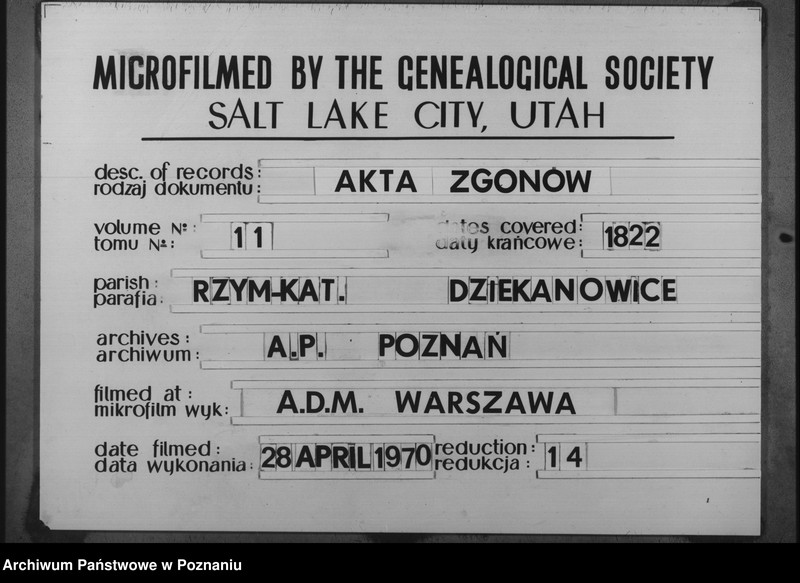 MICROFILMED BY THE GENEALOGICAL SOCIETY
SALT LAKE CITY, UTAH
desc. of records:
rodzaj dokumentu: AKTA ZGONÓW
volume Nº: dates covered:
tomu Nº: 11 daty krańcowe: 1822
parish:
parafia: RZYM-KAT. DZIEKANOWICE
archives:
archiwum: A.P. POZNAŃ
filmed at:
mikrofilm wyk: A.D.M. WARSZAWA
date filmed: reduction:
data wykonania: 28 APRIL 1970 redukcja: 14
Archiwum Państwowe w Poznaniu